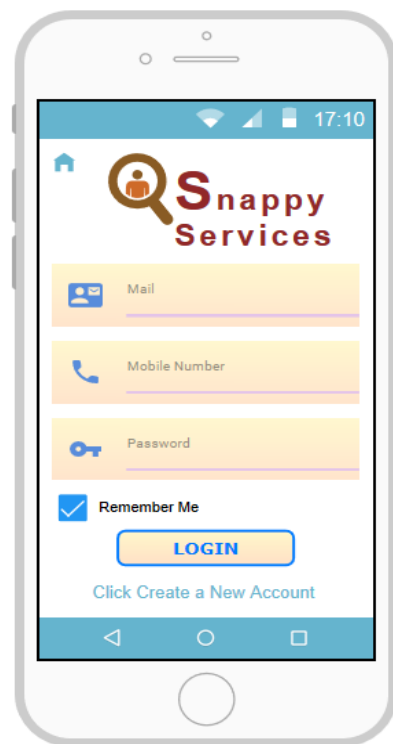 17:10
Snappy
Services
Mail
Mobile Number
Password
Remember Me
LOGIN
Click Create a New Account